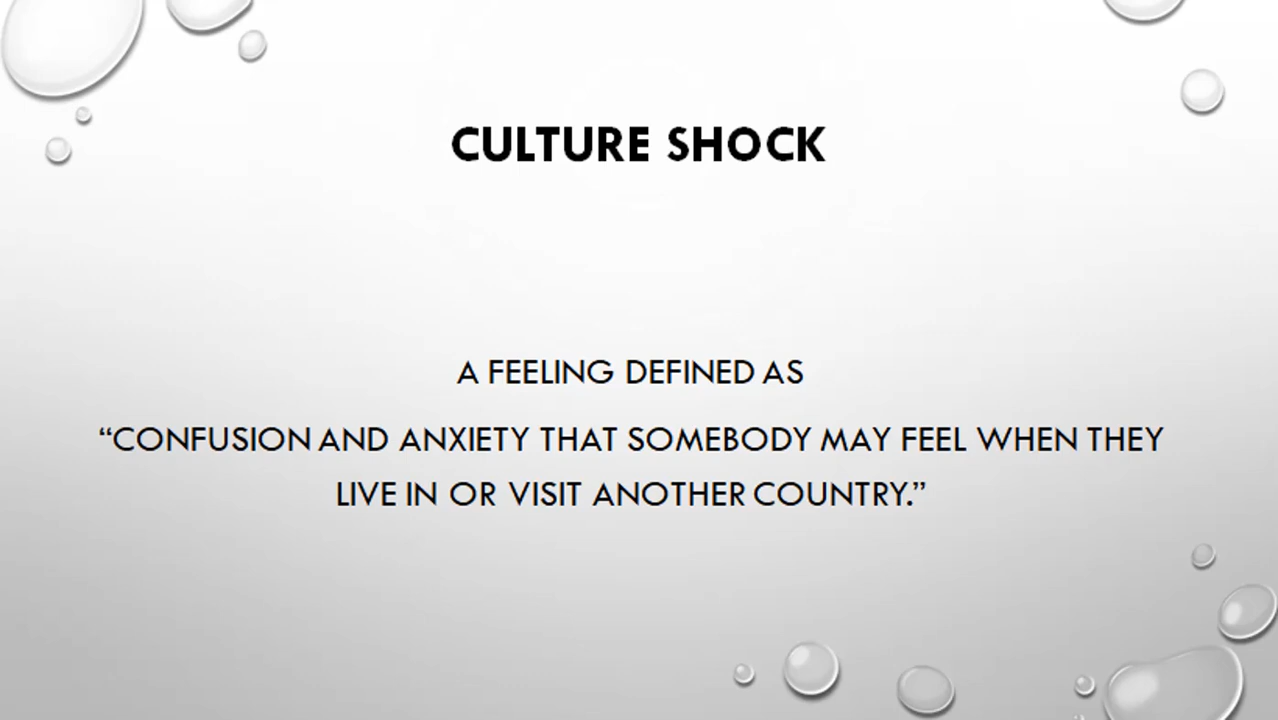 CULTURE SHOCK
A FEELING DEFINED AS
“CONFUSION AND ANXIETY THAT SOMEBODY MAY FEEL WHEN THEY
LIVE IN OR VISIT ANOTHER COUNTRY.”